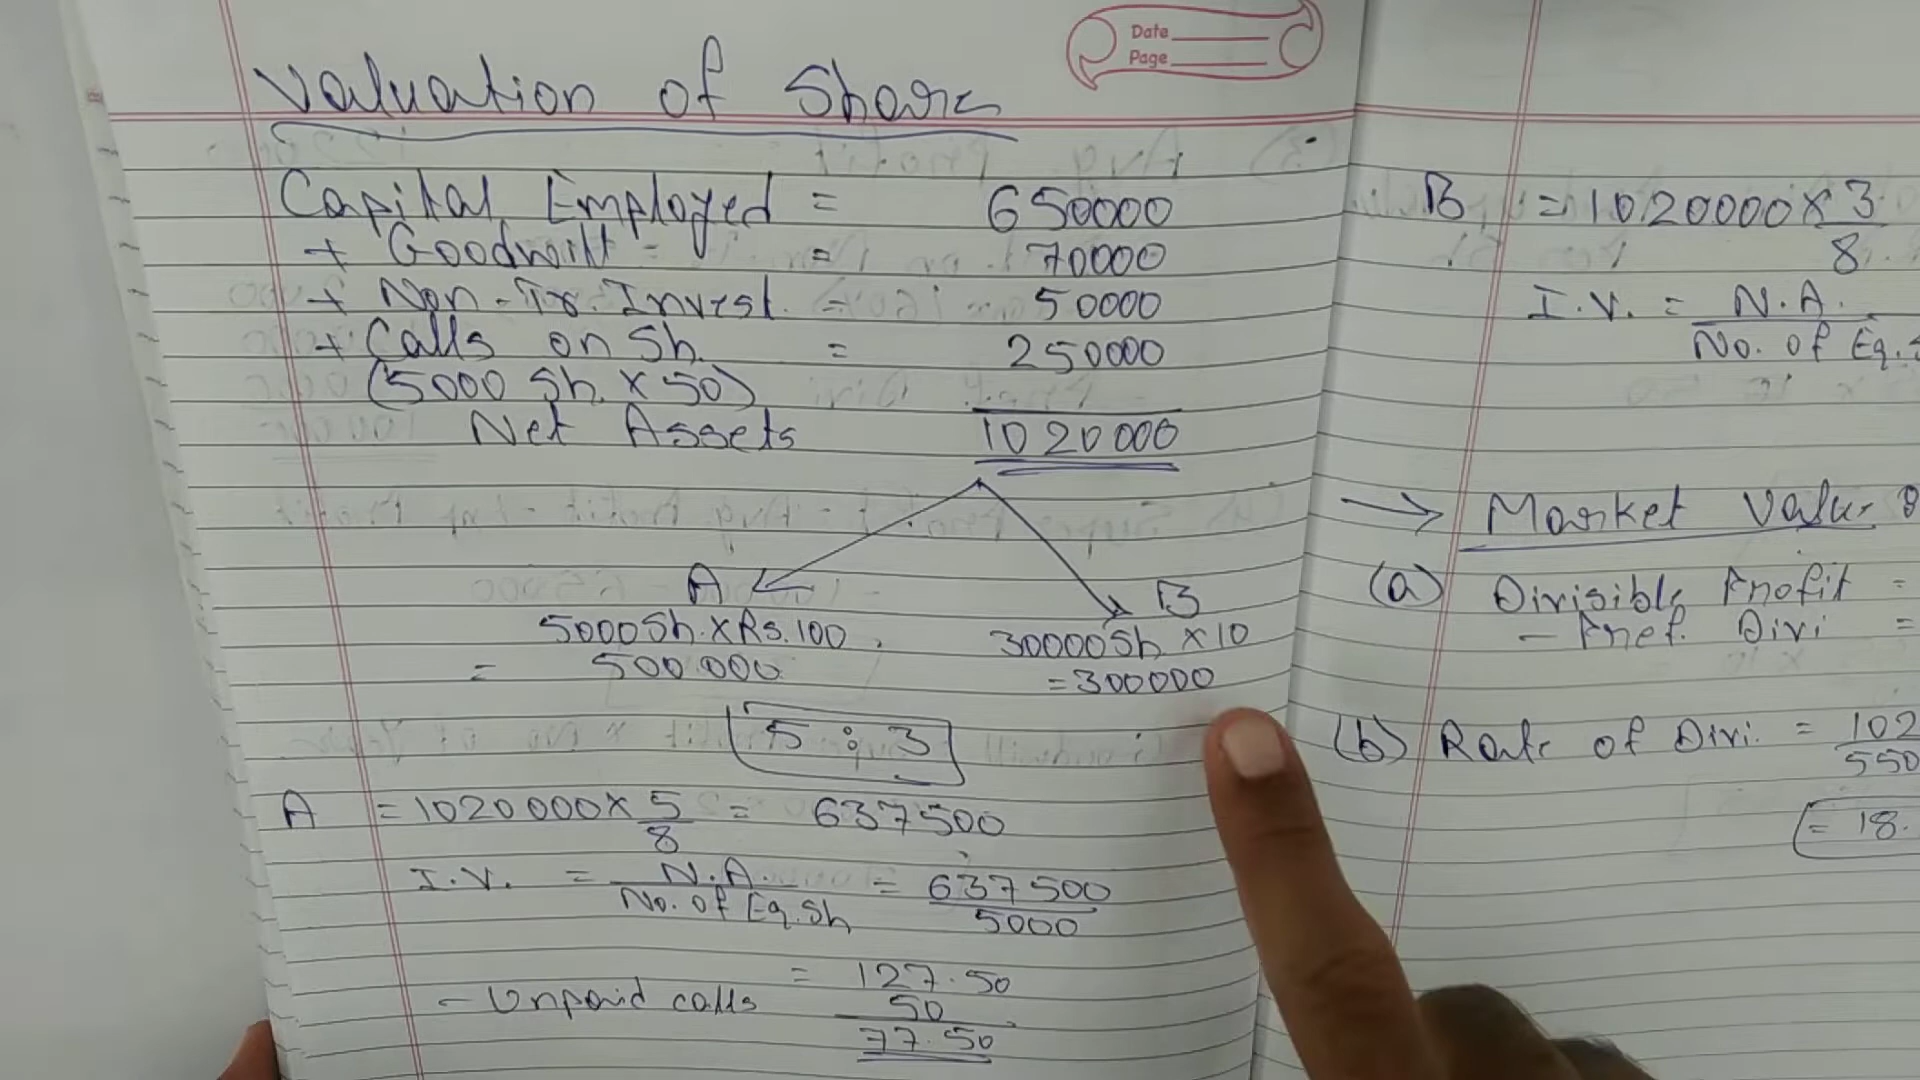 Date
Page
Valuation of Share
Capital Employed = 650000
+ Goodwill = = 70000
+ Non-Tr. Invest. = 50000
+ Calls on Sh. = 250000
(5000 Sh. x 50)
Net Assets 1020000
A B
5000 Sh. x Rs. 100 30000 Sh. x 10
= 500000 = 300000
5 : 3
A = 1020000 x 5/8 = 637500
I.V. = N.A./No. of Eq. Sh = 637500/5000
= 127.50
- Unpaid calls 50
77.50
B = 1020000 x 3/8
I.V. = N.A./No. of Eq.
→ Market Value
(a) Divisible Profit =
- Pref. Divi =
(b) Rate of Divi. = 102/550
= 18.